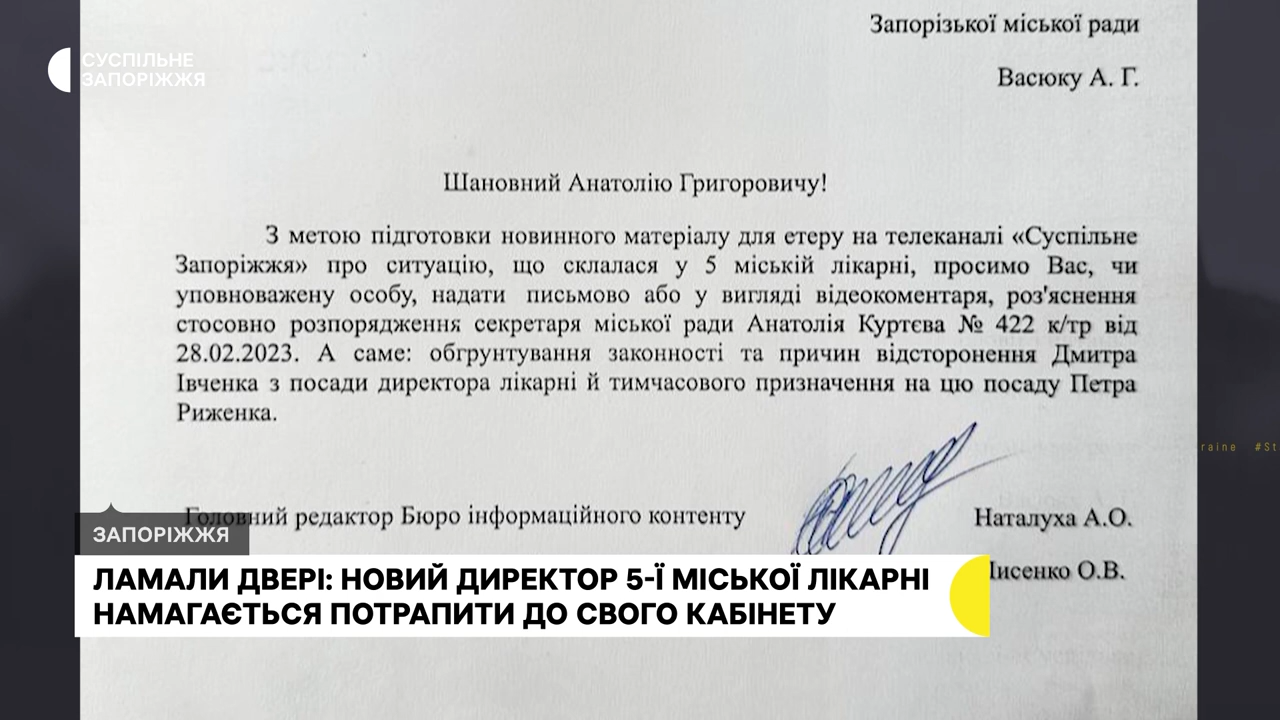 СУСПІЛЬНЕ
ЗАПОРІЖЖЯ
Запорізької міської ради
Васюку А. Г.
Шановний Анатолію Григоровичу!
З метою підготовки новинного матеріалу для етеру на телеканалі «Суспільне
Запоріжжя» про ситуацію, що склалася у 5 міській лікарні, просимо Вас, чи
уповноважену особу, надати письмово або у вигляді відеокоментаря, роз'яснення
стосовно розпорядження секретаря міської ради Анатолія Куртєва № 422 к/тр від
28.02.2023. А саме: обгрунтування законності та причин відсторонення Дмитра
Івченка з посади директора лікарні й тимчасового призначення на цю посаду Петра
Риженка.
Головний редактор Бюро інформаційного контенту
Наталуха А.О.
О.В.
ЗАПОРІЖЖЯ
ЛАМАЛИ ДВЕРІ: НОВИЙ ДИРЕКТОР 5-Ї МІСЬКОЇ ЛІКАРНІ
НАМАГАЄТЬСЯ ПОТРАПИТИ ДО СВОГО КАБІНЕТУ